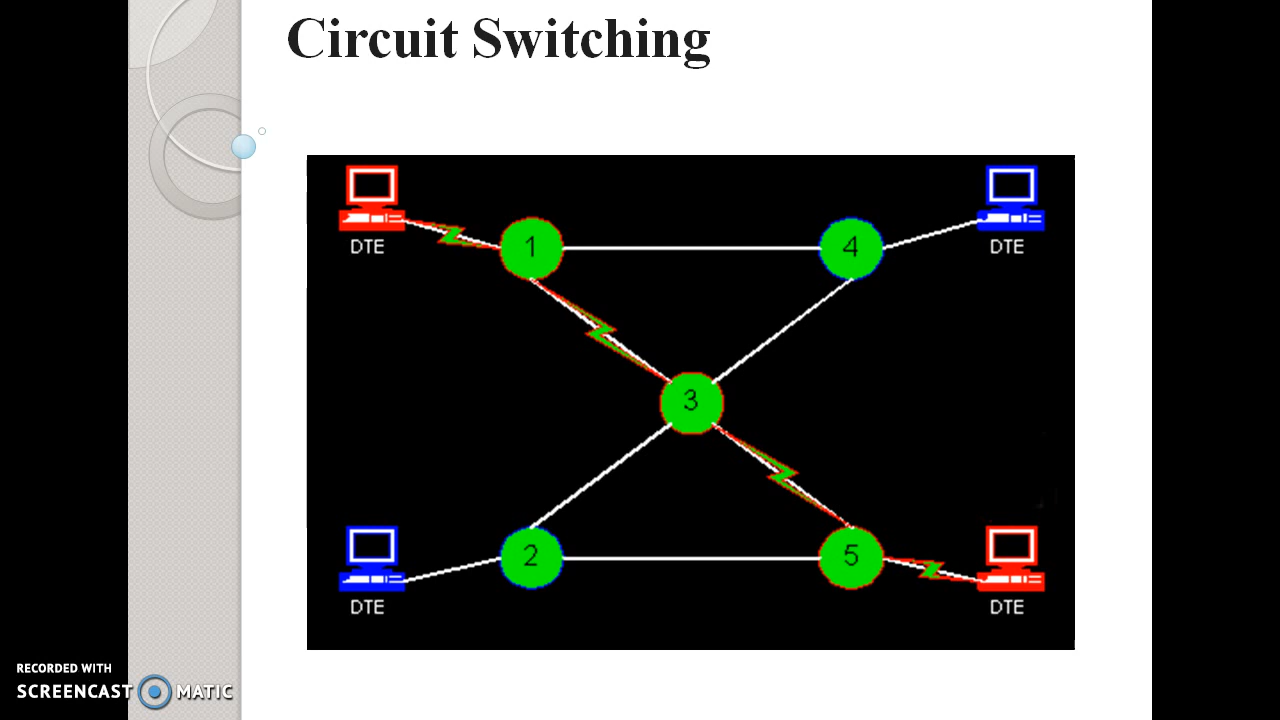 Circuit Switching
DTE
DTE
1
4
3
2
5
DTE
DTE
RECORDED WITH
SCREENCAST MATIC